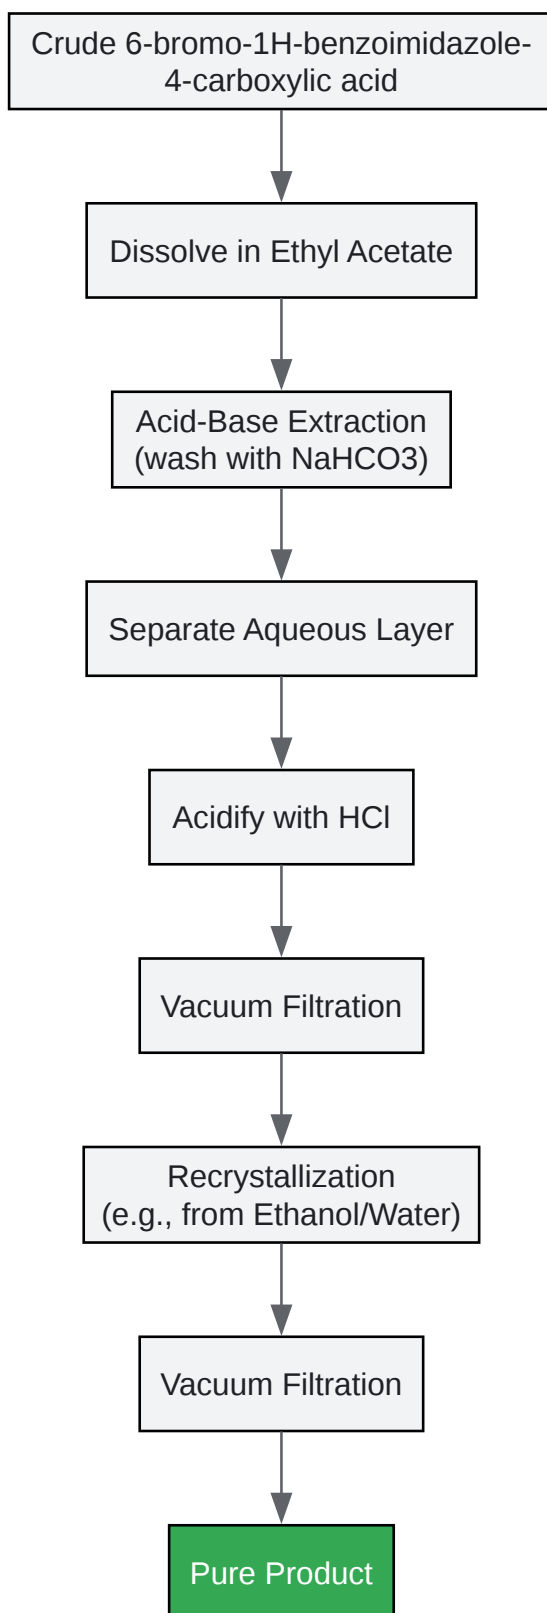 Crude 6-bromo-1H-benzoimidazole-
4-carboxylic acid
Dissolve in Ethyl Acetate
Acid-Base Extraction
(wash with NaHCO3)
Separate Aqueous Layer
Acidify with HCl
Vacuum Filtration
Recrystallization
(e.g., from Ethanol/Water)
Vacuum Filtration
Pure Product